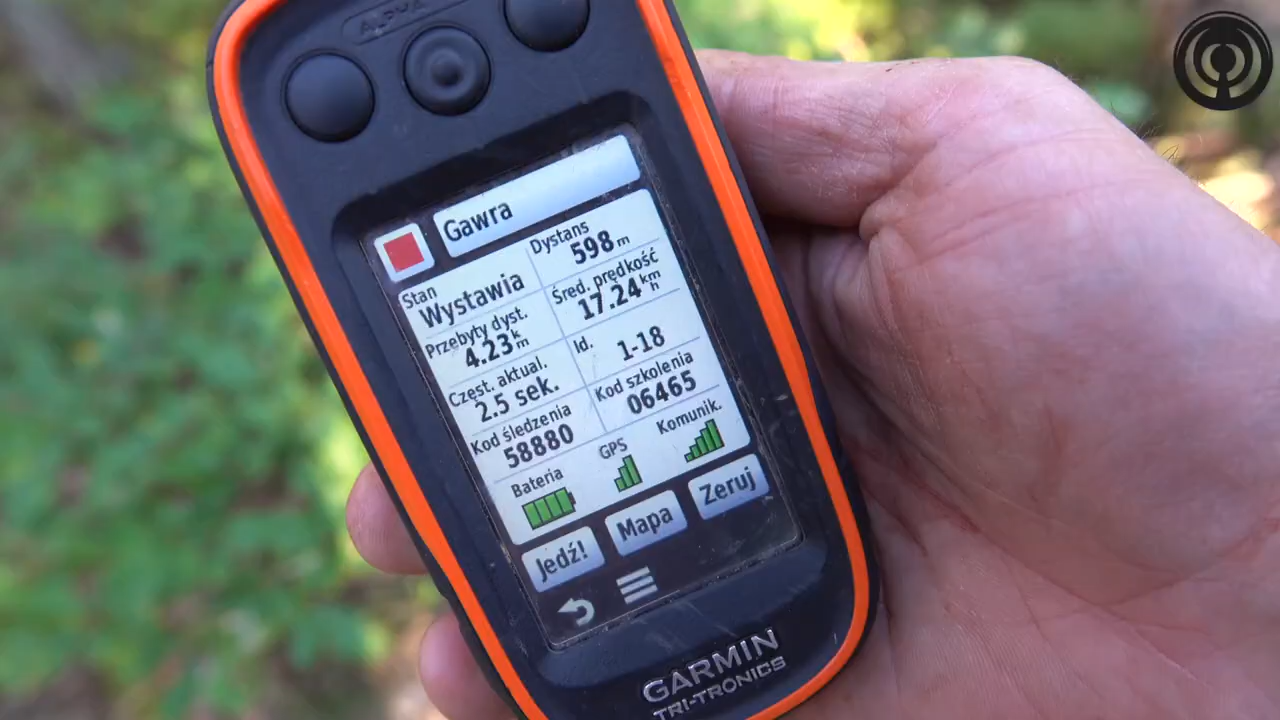 ALPHA
Gawra
Stan
Wystawia
Dystans
598 m
Przebyty dyst.
4.23 km
Śred. prędkość
17.24 km/h
Częst. aktual.
2.5 sek.
Id.
1-18
Kod śledzenia
58880
Kod szkolenia
06465
Bateria
GPS
Komunik.
Jedź!
Mapa
Zeruj
GARMIN
TRI-TRONICS